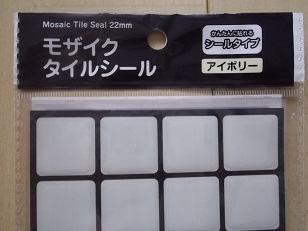 Mosaic Tile Seal 22mm
モザイク
タイルシール
かんたんに貼れる
シールタイプ
アイボリー